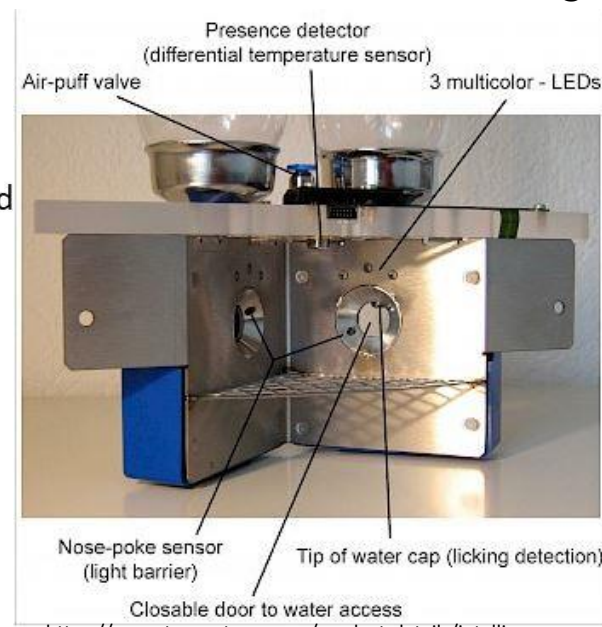 g
Presence detector
(differential temperature sensor)
Air-puff valve
3 multicolor - LEDs
d
Nose-poke sensor
(light barrier)
Tip of water cap (licking detection)
Closable door to water access